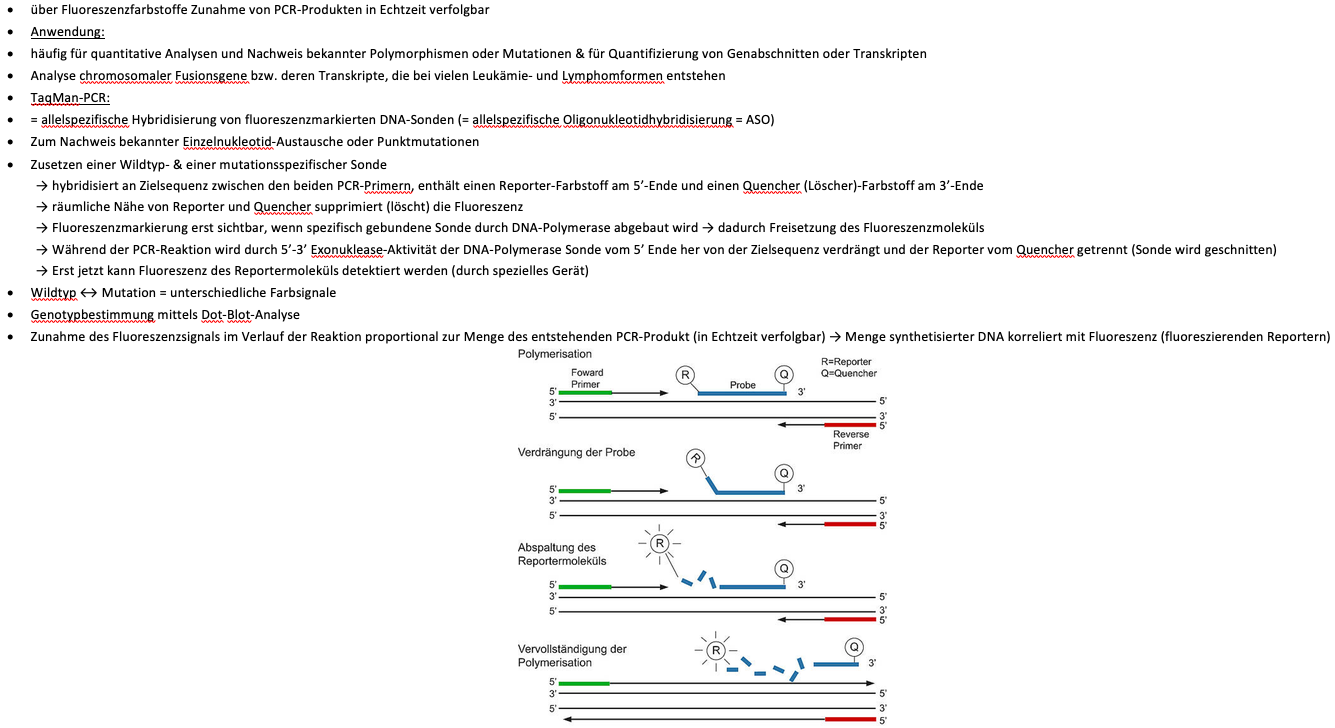 • über Fluoreszenzfarbstoffe Zunahme von PCR-Produkten in Echtzeit verfolgbar
• Anwendung:
• häufig für quantitative Analysen und Nachweis bekannter Polymorphismen oder Mutationen & für Quantifizierung von Genabschnitten oder Transkripten
• Analyse chromosomaler Fusionsgene bzw. deren Transkripte, die bei vielen Leukämie- und Lymphomformen entstehen
• TaqMan-PCR:
• = allelspezifische Hybridisierung von fluoreszenzmarkierten DNA-Sonden (= allelspezifische Oligonukleotidhybridisierung = ASO)
• Zum Nachweis bekannter Einzelnukleotid-Austausche oder Punktmutationen
• Zusetzen einer Wildtyp- & einer mutationsspezifischer Sonde
→ hybridisiert an Zielsequenz zwischen den beiden PCR-Primern, enthält einen Reporter-Farbstoff am 5’-Ende und einen Quencher (Löscher)-Farbstoff am 3’-Ende
→ räumliche Nähe von Reporter und Quencher supprimiert (löscht) die Fluoreszenz
→ Fluoreszenzmarkierung erst sichtbar, wenn spezifisch gebundene Sonde durch DNA-Polymerase abgebaut wird → dadurch Freisetzung des Fluoreszenzmoleküls
→ Während der PCR-Reaktion wird durch 5’-3’ Exonuklease-Aktivität der DNA-Polymerase Sonde vom 5’ Ende her von der Zielsequenz verdrängt und der Reporter vom Quencher getrennt (Sonde wird geschnitten)
→ Erst jetzt kann Fluoreszenz des Reportermoleküls detektiert werden (durch spezielles Gerät)
• Wildtyp ↔ Mutation = unterschiedliche Farbsignale
• Genotypbestimmung mittels Dot-Blot-Analyse
• Zunahme des Fluoreszenzsignals im Verlauf der Reaktion proportional zur Menge des entstehenden PCR-Produkt (in Echtzeit verfolgbar) → Menge synthetisierter DNA korreliert mit Fluoreszenz (fluoreszierenden Reportern)
Polymerisation
R=Reporter
Q=Quencher
Foward
Primer
R
Probe
Q
5'
3'
3'
5'
5'
3'
5'
Reverse
Primer
Verdrängung der Probe
R
Q
5'
3'
3'
5'
5'
3'
5'
Abspaltung des
Reportermoleküls
R
Q
5'
3'
3'
5'
5'
3'
5'
Vervollständigung der
Polymerisation
R
Q
3'
5'
3'
5'
5'
3'
5'